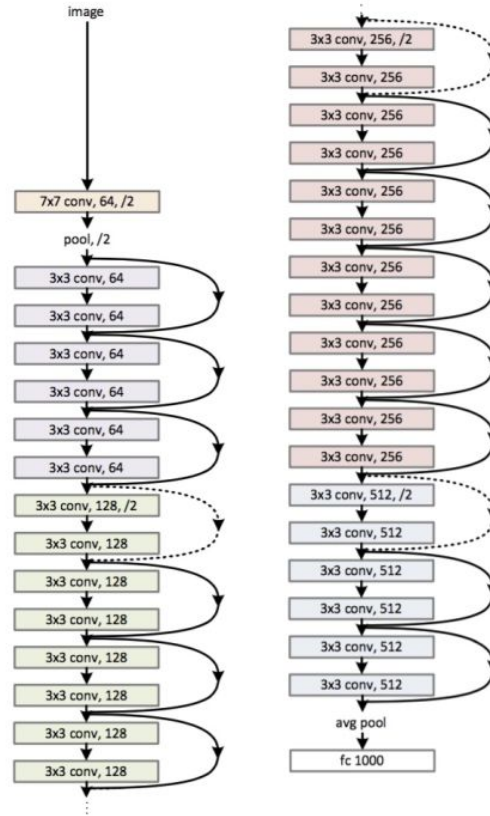 image
7x7 conv, 64, /2
pool, /2
3x3 conv, 64
3x3 conv, 64
3x3 conv, 64
3x3 conv, 64
3x3 conv, 64
3x3 conv, 64
3x3 conv, 128, /2
3x3 conv, 128
3x3 conv, 128
3x3 conv, 128
3x3 conv, 128
3x3 conv, 128
3x3 conv, 128
3x3 conv, 128
3x3 conv, 256, /2
3x3 conv, 256
3x3 conv, 256
3x3 conv, 256
3x3 conv, 256
3x3 conv, 256
3x3 conv, 256
3x3 conv, 256
3x3 conv, 256
3x3 conv, 256
3x3 conv, 256
3x3 conv, 256
3x3 conv, 512, /2
3x3 conv, 512
3x3 conv, 512
3x3 conv, 512
3x3 conv, 512
3x3 conv, 512
avg pool
fc 1000